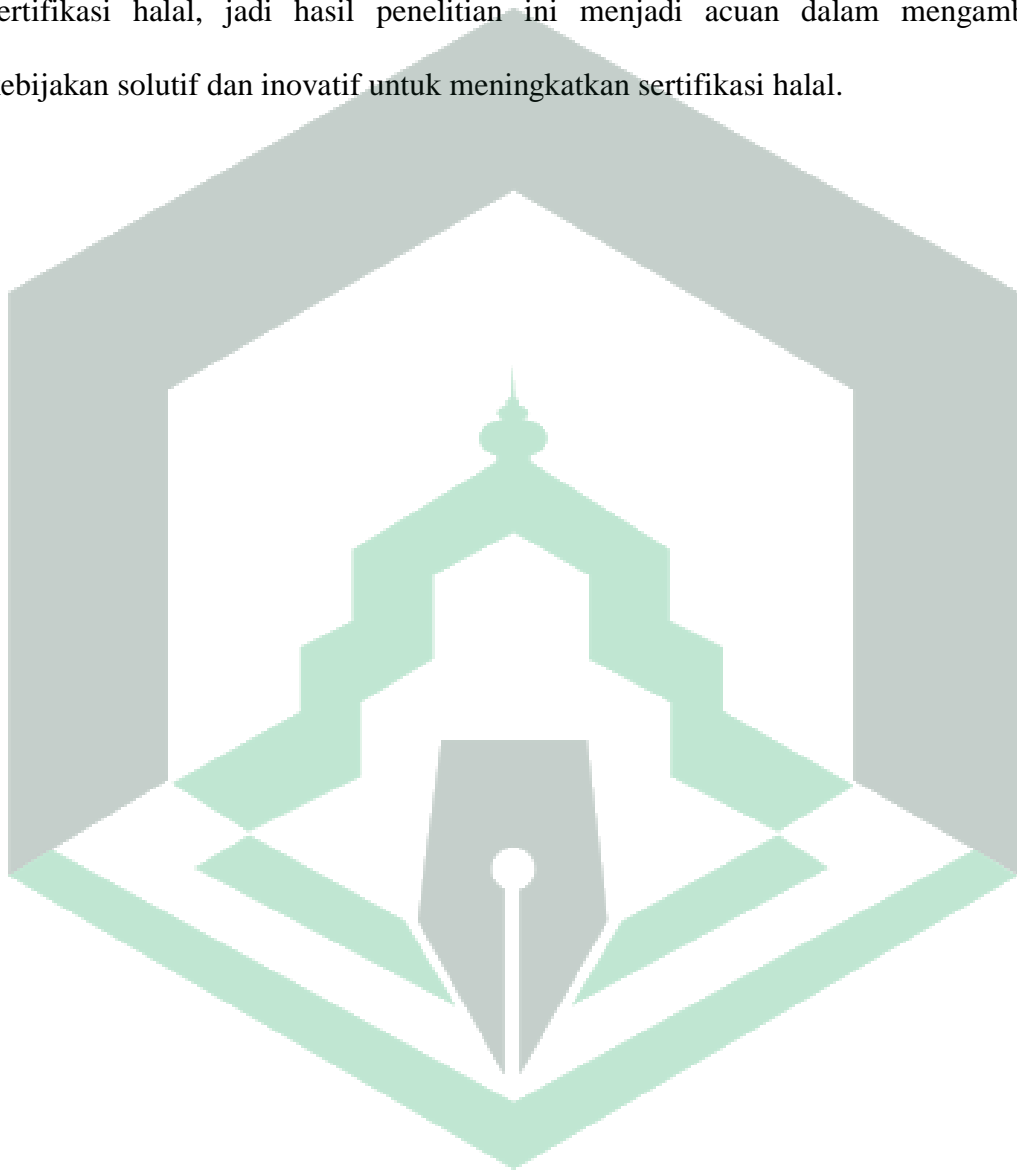 ertifikasi halal, jadi hasil penelitian ini menjadi acuan dalam mengamb
ebijakan solutif dan inovatif untuk meningkatkan sertifikasi halal.